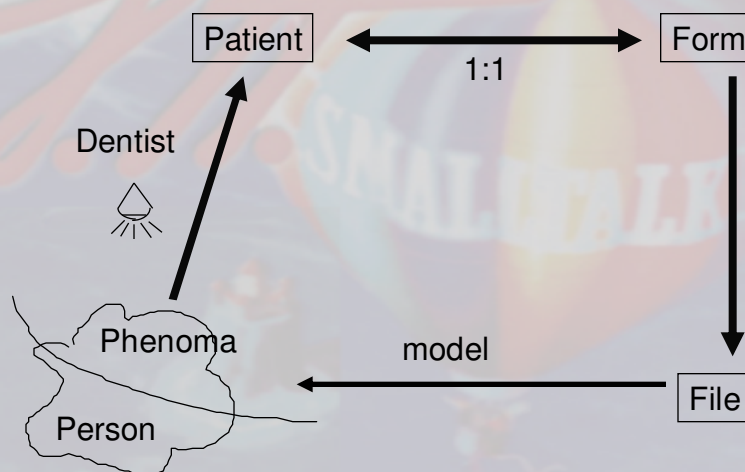 Patient
Form
1:1
Dentist
SMALLTALK
Phenoma
model
File
Person